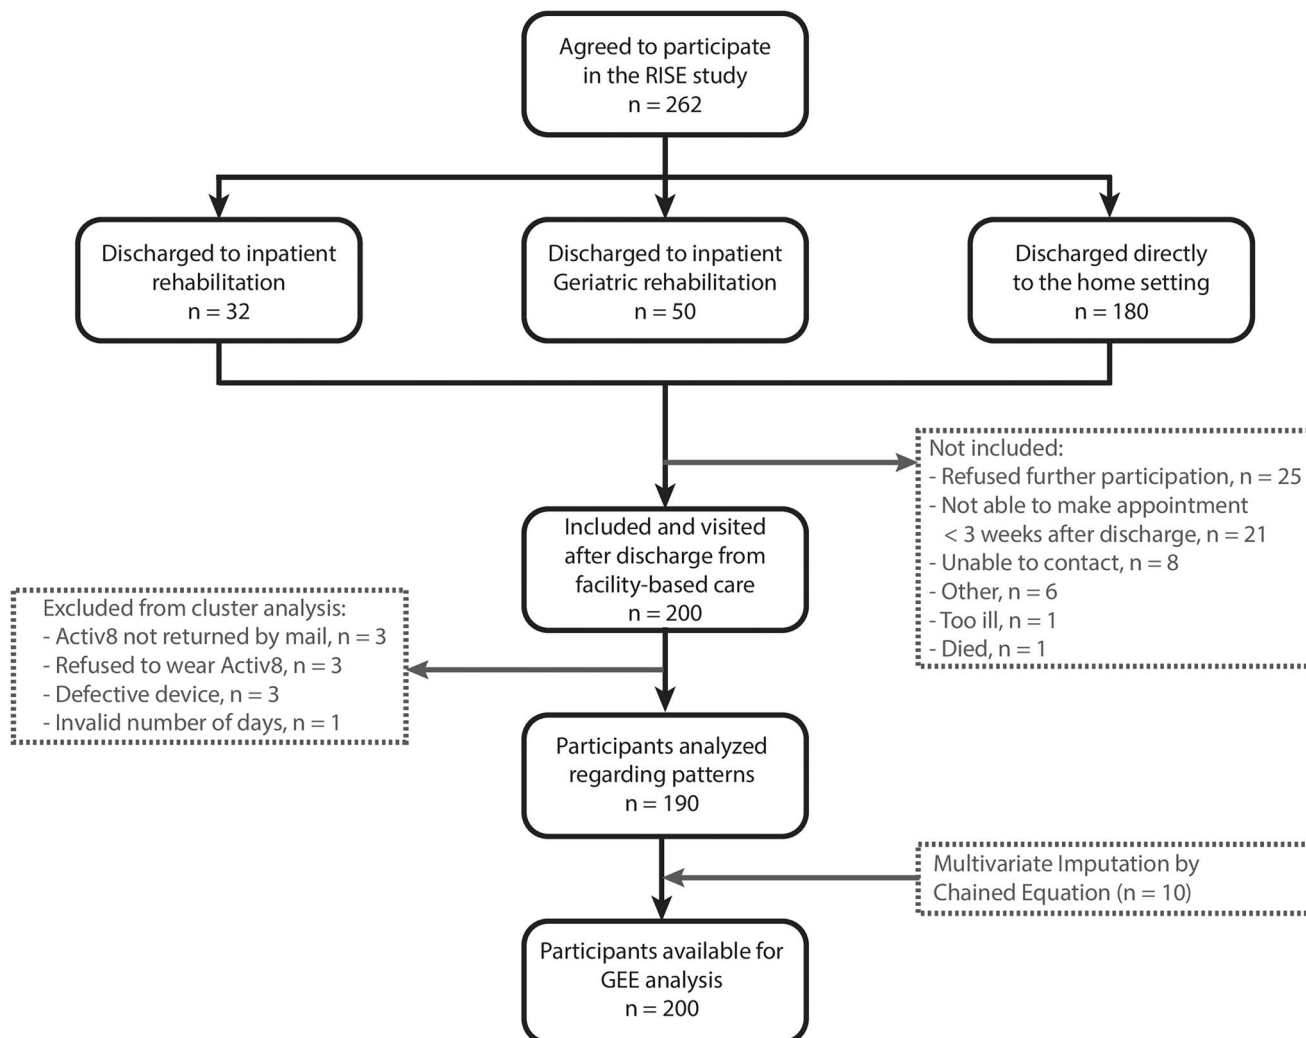 Agreed to participate
in the RISE study
n = 262
Discharged to inpatient
rehabilitation
n = 32
Discharged to inpatient
Geriatric rehabilitation
n = 50
Discharged directly
to the home setting
n = 180
Not included:
- Refused further participation, n = 25
- Not able to make appointment
< 3 weeks after discharge, n = 21
- Unable to contact, n = 8
- Other, n = 6
- Too ill, n = 1
- Died, n = 1
Included and visited
after discharge from
facility-based care
n = 200
Excluded from cluster analysis:
- Activ8 not returned by mail, n = 3
- Refused to wear Activ8, n = 3
- Defective device, n = 3
- Invalid number of days, n = 1
Participants analyzed
regarding patterns
n = 190
Multivariate Imputation by
Chained Equation (n = 10)
Participants available for
GEE analysis
n = 200